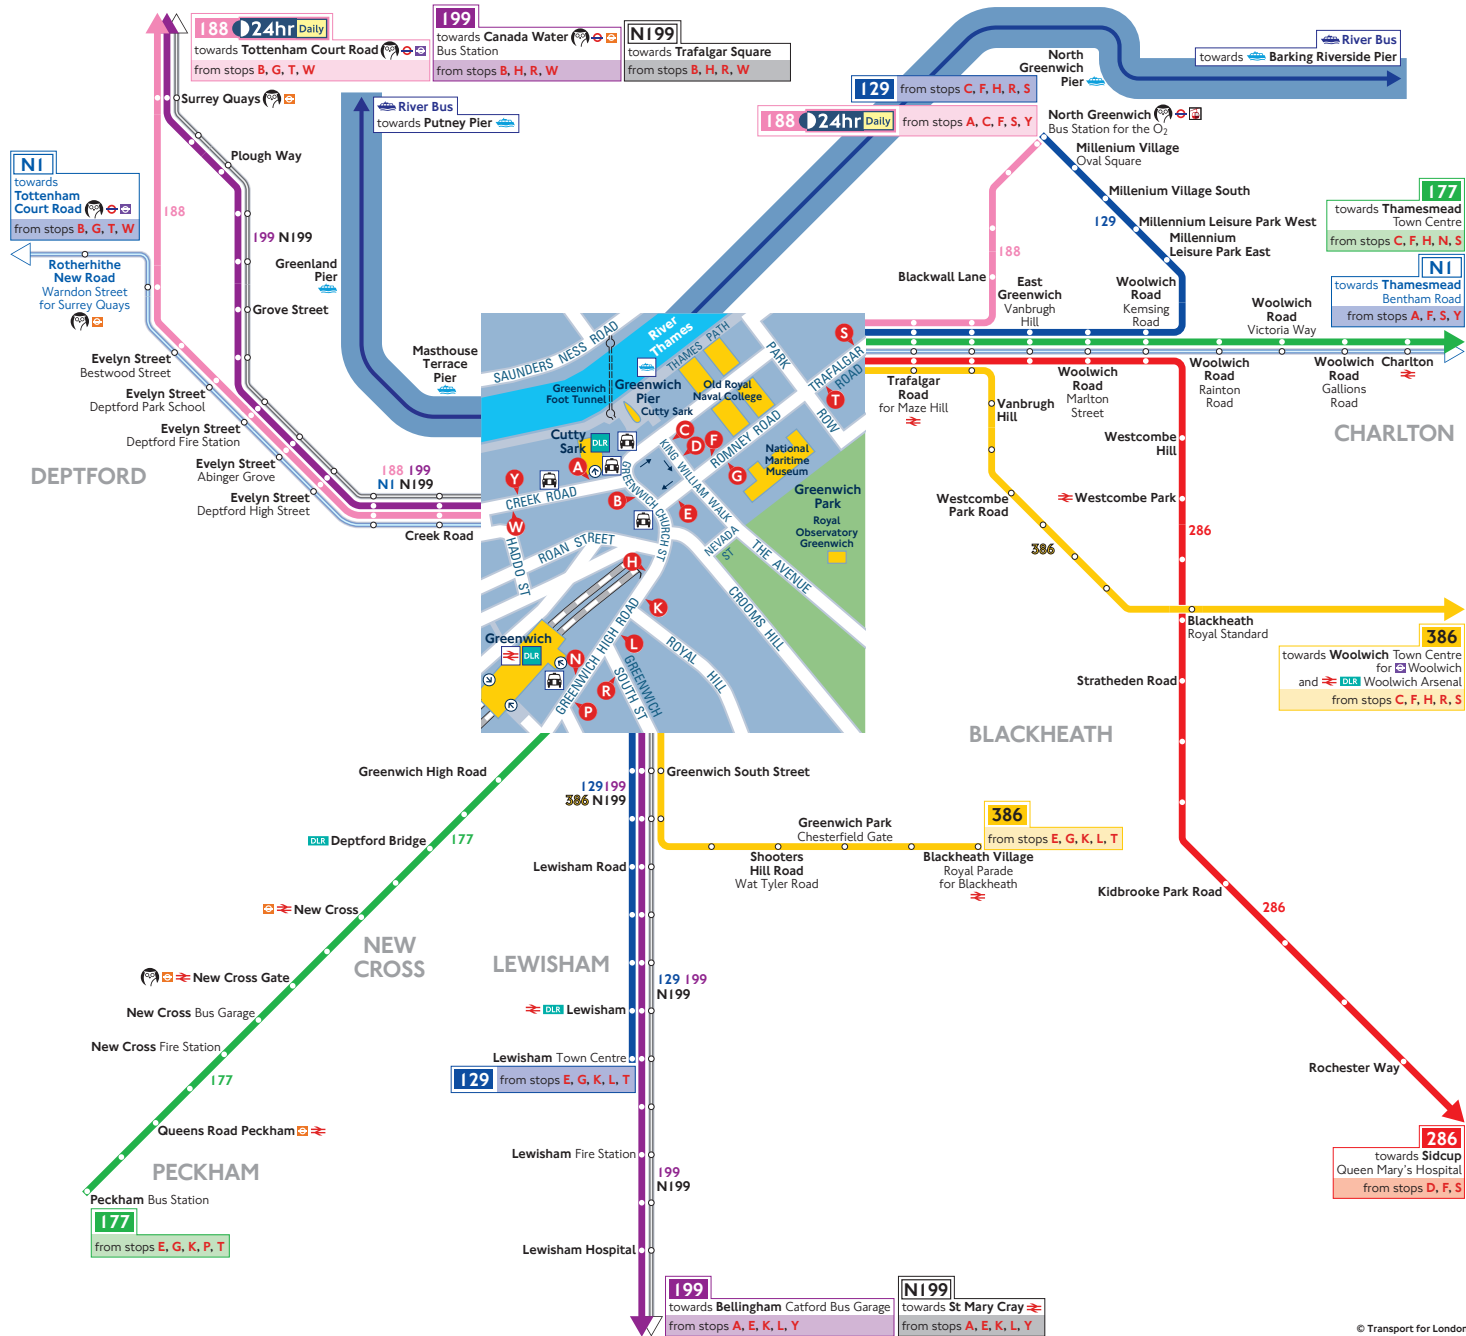 188 24hr Daily
towards Tottenham Court Road
from stops B, G, T, W
199
towards Canada Water
Bus Station
from stops B, H, R, W
N199
towards Trafalgar Square
from stops B, H, R, W
River Bus
towards Barking Riverside Pier
North
Greenwich
Pier
129 from stops C, F, H, R, S
188 24hr Daily from stops A, C, F, S, Y
River Bus
towards Putney Pier
Surrey Quays
Plough Way
N1
towards
Tottenham
Court Road
from stops B, G, T, W
188
199 N199
Greenland
Pier
Rotherhithe
New Road
Warndon Street
for Surrey Quays
Grove Street
Evelyn Street
Bestwood Street
Evelyn Street
Deptford Park School
Evelyn Street
Deptford Fire Station
Evelyn Street
Abinger Grove
Evelyn Street
Deptford High Street
DEPTFORD
188 199
N1 N199
Creek Road
Masthouse
Terrace
Pier
North Greenwich
Bus Station for the O2
Millenium Village
Oval Square
Millenium Village South
129
Millennium Leisure Park West
Millennium
Leisure Park East
188
Blackwall Lane
East
Greenwich
Vanbrugh
Hill
Woolwich
Road
Kemsing
Road
Woolwich
Road
Victoria Way
177
towards Thamesmead
Town Centre
from stops C, F, H, N, S
N1
towards Thamesmead
Bentham Road
from stops A, F, S, Y
Trafalgar
Road
for Maze Hill
Woolwich
Road
Marlton
Street
Woolwich
Road
Rainton
Road
Woolwich
Road
Gallions
Road
Charlton
CHARLTON
Vanbrugh
Hill
Westcombe
Hill
Westcombe
Park Road
Westcombe Park
286
386
Blackheath
Royal Standard
386
towards Woolwich Town Centre
for Woolwich
and DLR Woolwich Arsenal
from stops C, F, H, R, S
Stratheden Road
BLACKHEATH
SAUNDERS NESS ROAD
River
Thames
THAMES PATH
PARK
ROW
TRAFALGAR
ROAD
S
T
Greenwich
Foot Tunnel
Greenwich
Pier
Cutty Sark
Old Royal
Naval College
Cutty
Sark
DLR
C
D
F
G
ROMNEY ROAD
KING WILLIAM WALK
National
Maritime
Museum
Greenwich
Park
Royal
Observatory
Greenwich
A
Y
W
B
E
CREEK ROAD
GREENWICH CHURCH ST
HADDO ST
ROAN STREET
NEVADA
ST
THE AVENUE
CROOMS HILL
H
K
L
N
R
P
Greenwich
DLR
GREENWICH HIGH ROAD
GREENWICH
SOUTH ST
ROYAL HILL
Greenwich High Road
DLR Deptford Bridge
177
New Cross
NEW
CROSS
New Cross Gate
New Cross Bus Garage
New Cross Fire Station
177
Queens Road Peckham
PECKHAM
Peckham Bus Station
177
from stops E, G, K, P, T
129 199
386 N199
Greenwich South Street
Greenwich Park
Chesterfield Gate
386
from stops E, G, K, L, T
Shooters
Hill Road
Wat Tyler Road
Blackheath Village
Royal Parade
for Blackheath
Lewisham Road
LEWISHAM
129 199
N199
DLR Lewisham
Lewisham Town Centre
129 from stops E, G, K, L, T
Lewisham Fire Station
199
N199
Lewisham Hospital
199
towards Bellingham Catford Bus Garage
from stops A, E, K, L, Y
N199
towards St Mary Cray
from stops A, E, K, L, Y
Kidbrooke Park Road
286
Rochester Way
286
towards Sidcup
Queen Mary's Hospital
from stops D, F, S
© Transport for London